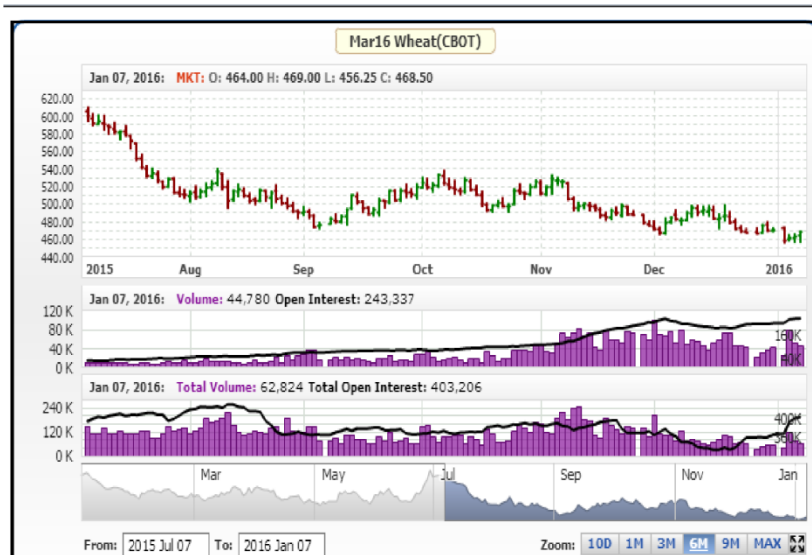 Mar16 Wheat(CBOT)
Jan 07, 2016: MKT: O: 464.00 H: 469.00 L: 456.25 C: 468.50
620.00
600.00
580.00
560.00
540.00
520.00
500.00
480.00
460.00
440.00
2015 Aug Sep Oct Nov Dec 2016
Jan 07, 2016: Volume: 44,780 Open Interest: 243,337
120 K
80 K
40 K
0 K
160K
Jan 07, 2016: Total Volume: 62,824 Total Open Interest: 403,206
240 K
120 K
0 K
400K
Mar May Jul Sep Nov Jan
From: 2015 Jul 07 To: 2016 Jan 07 Zoom: 10D 1M 3M 6M 9M MAX